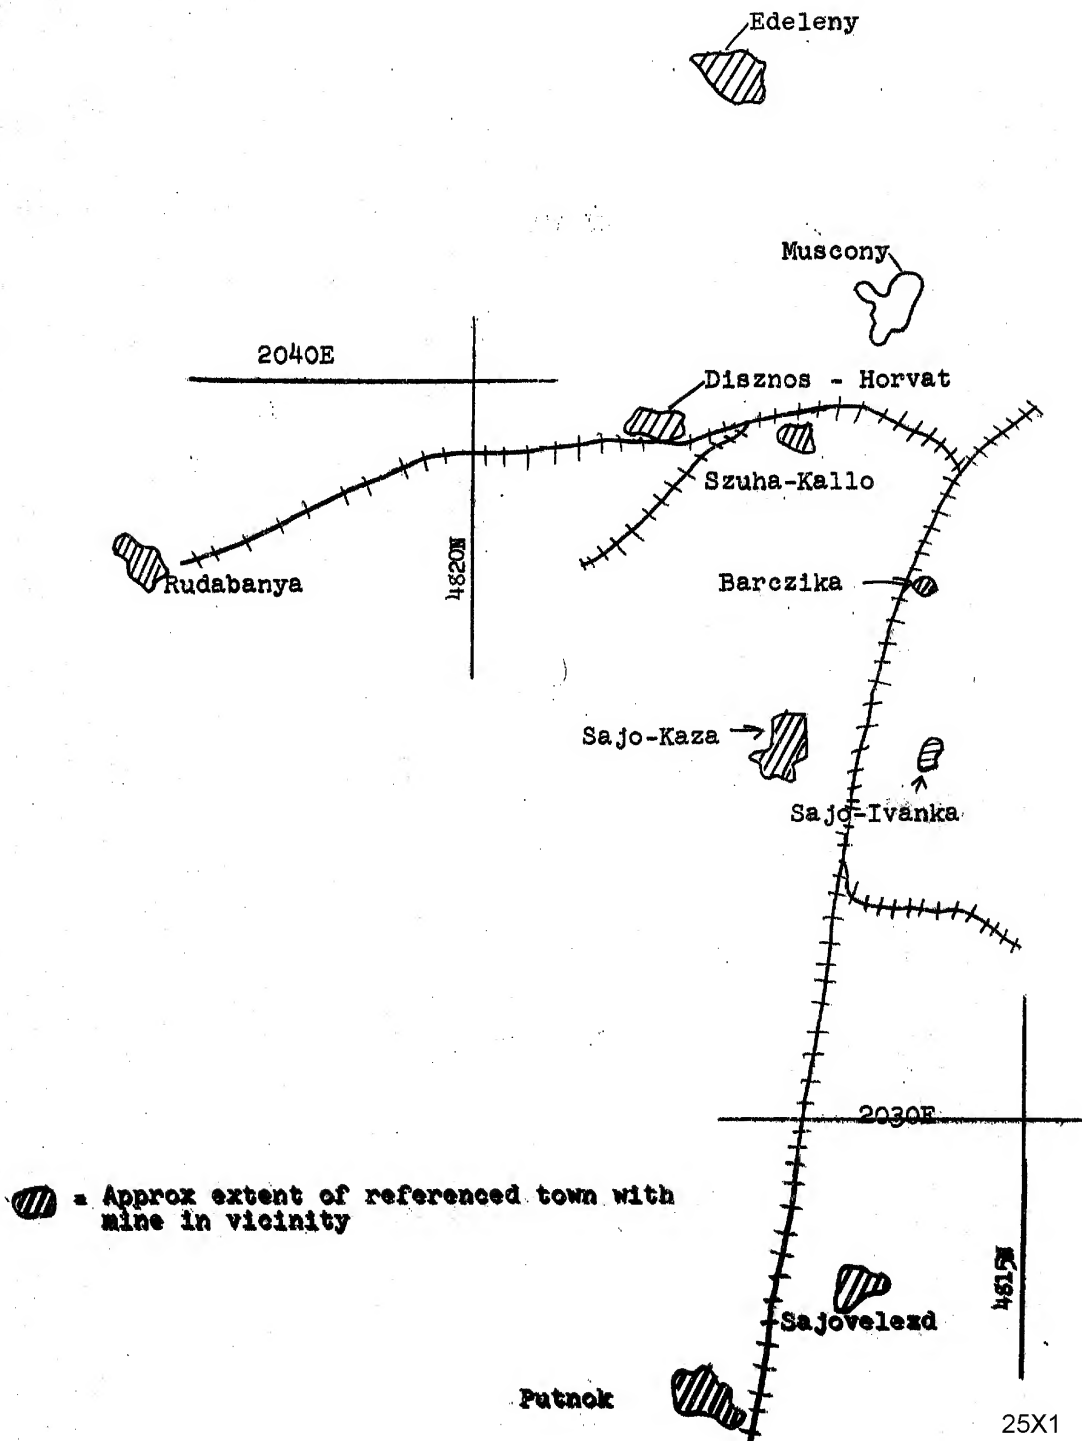 Edeleny
Muscony
2040E
Disznos - Horvat
Szuha-Kallo
4820N
Rudabanya
Barczika
Sajo-Kaza
Sajo-Ivanka
2030E
= Approx extent of referenced town with
mine in vicinity
4815N
Sajovelezd
Putnok
25X1